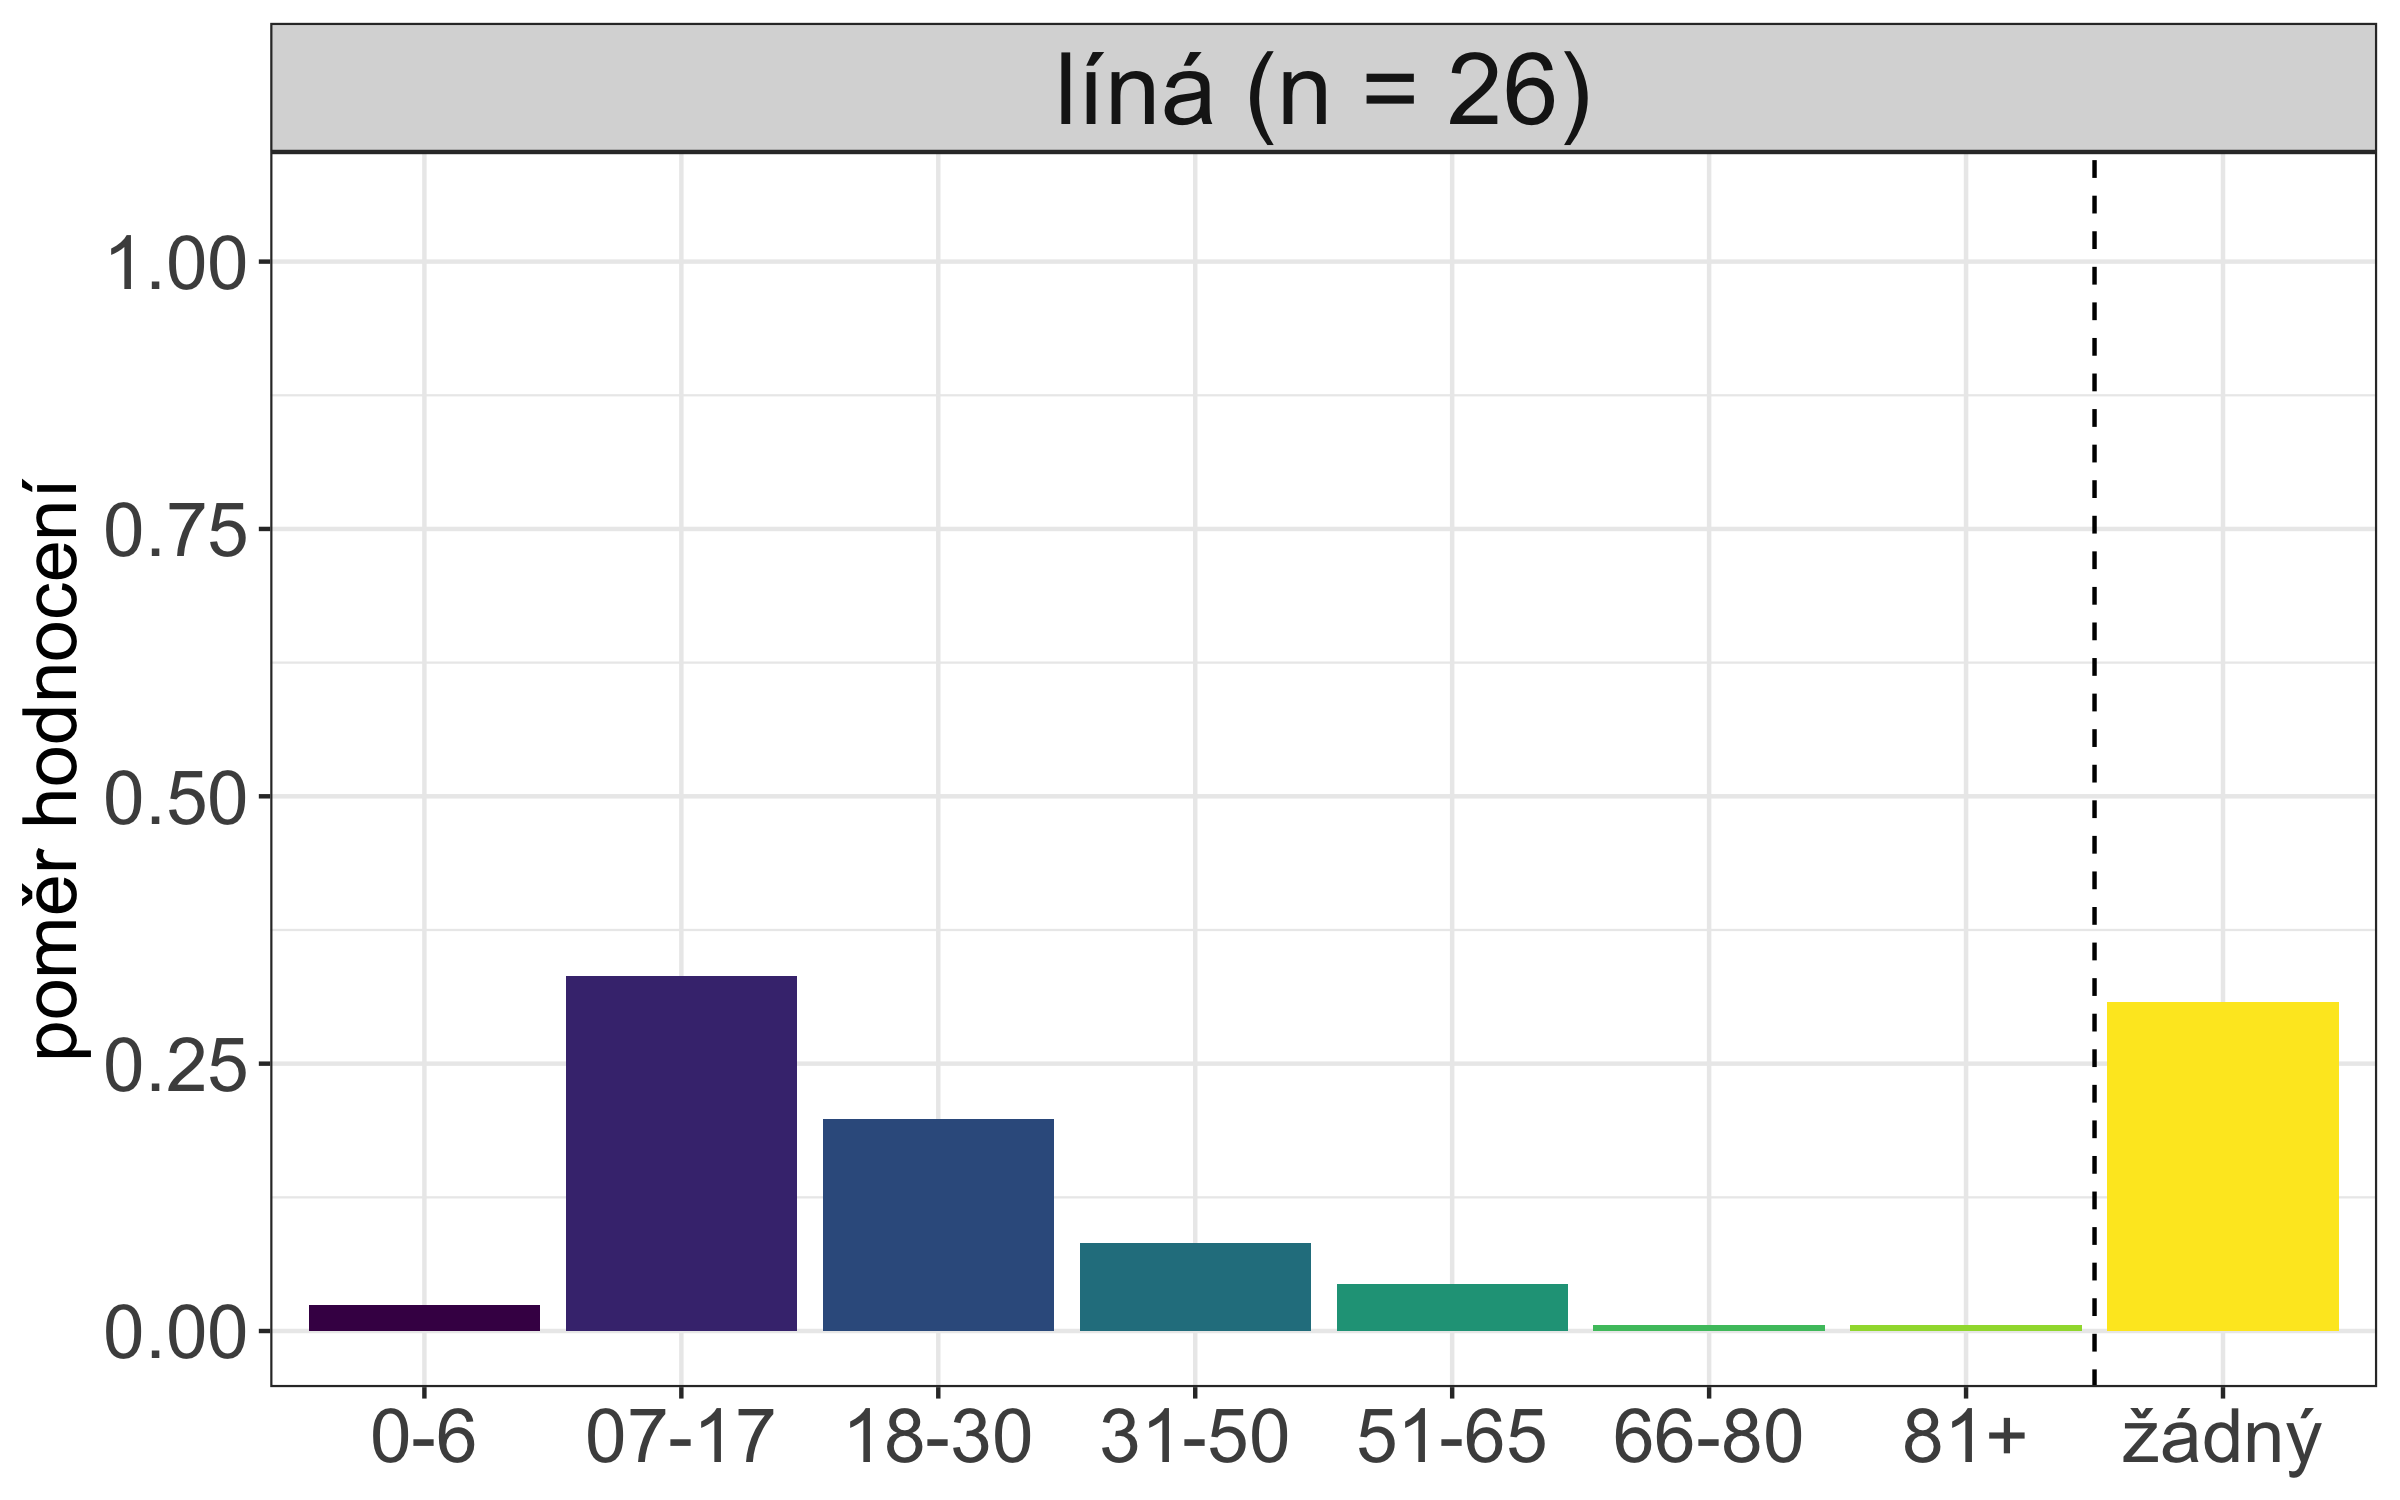 líná (n = 26)
poměr hodnocení
1.00
0.75
0.50
0.25
0.00
0-6 07-17 18-30 31-50 51-65 66-80 81+ žádný